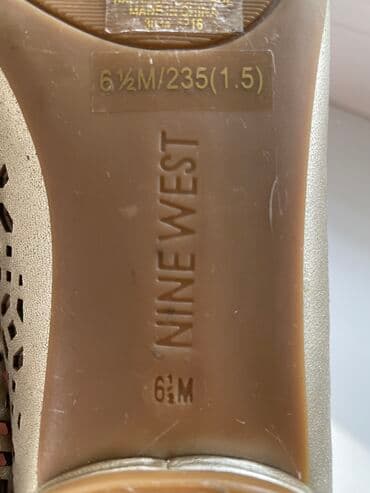 MADE IN CHINA
6½M/235(1.5)
NINE WEST
6½M